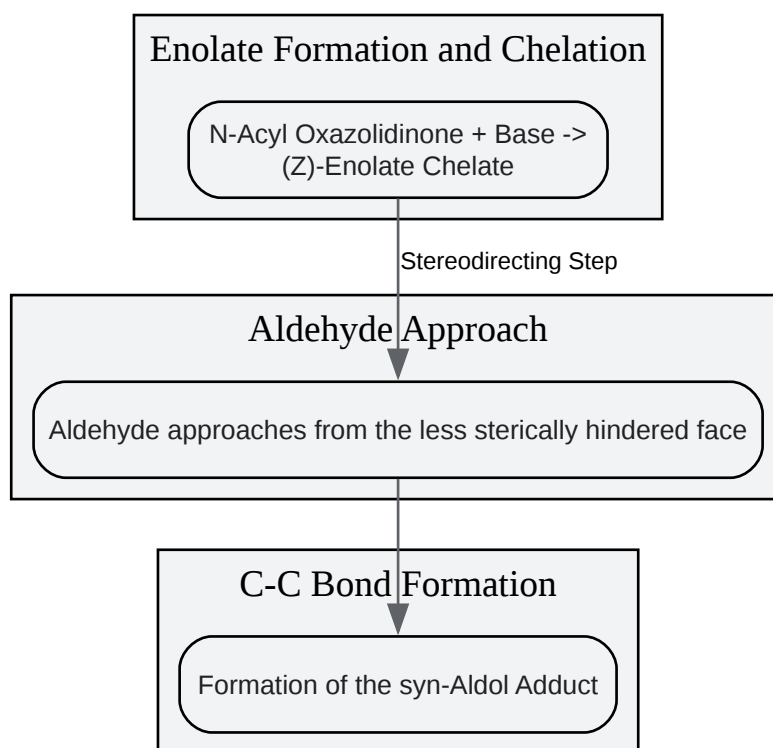 Enolate Formation and Chelation
N-Acyl Oxazolidinone + Base ->
(Z)-Enolate Chelate
Stereodirecting Step
Aldehyde Approach
Aldehyde approaches from the less sterically hindered face
C-C Bond Formation
Formation of the syn-Aldol Adduct